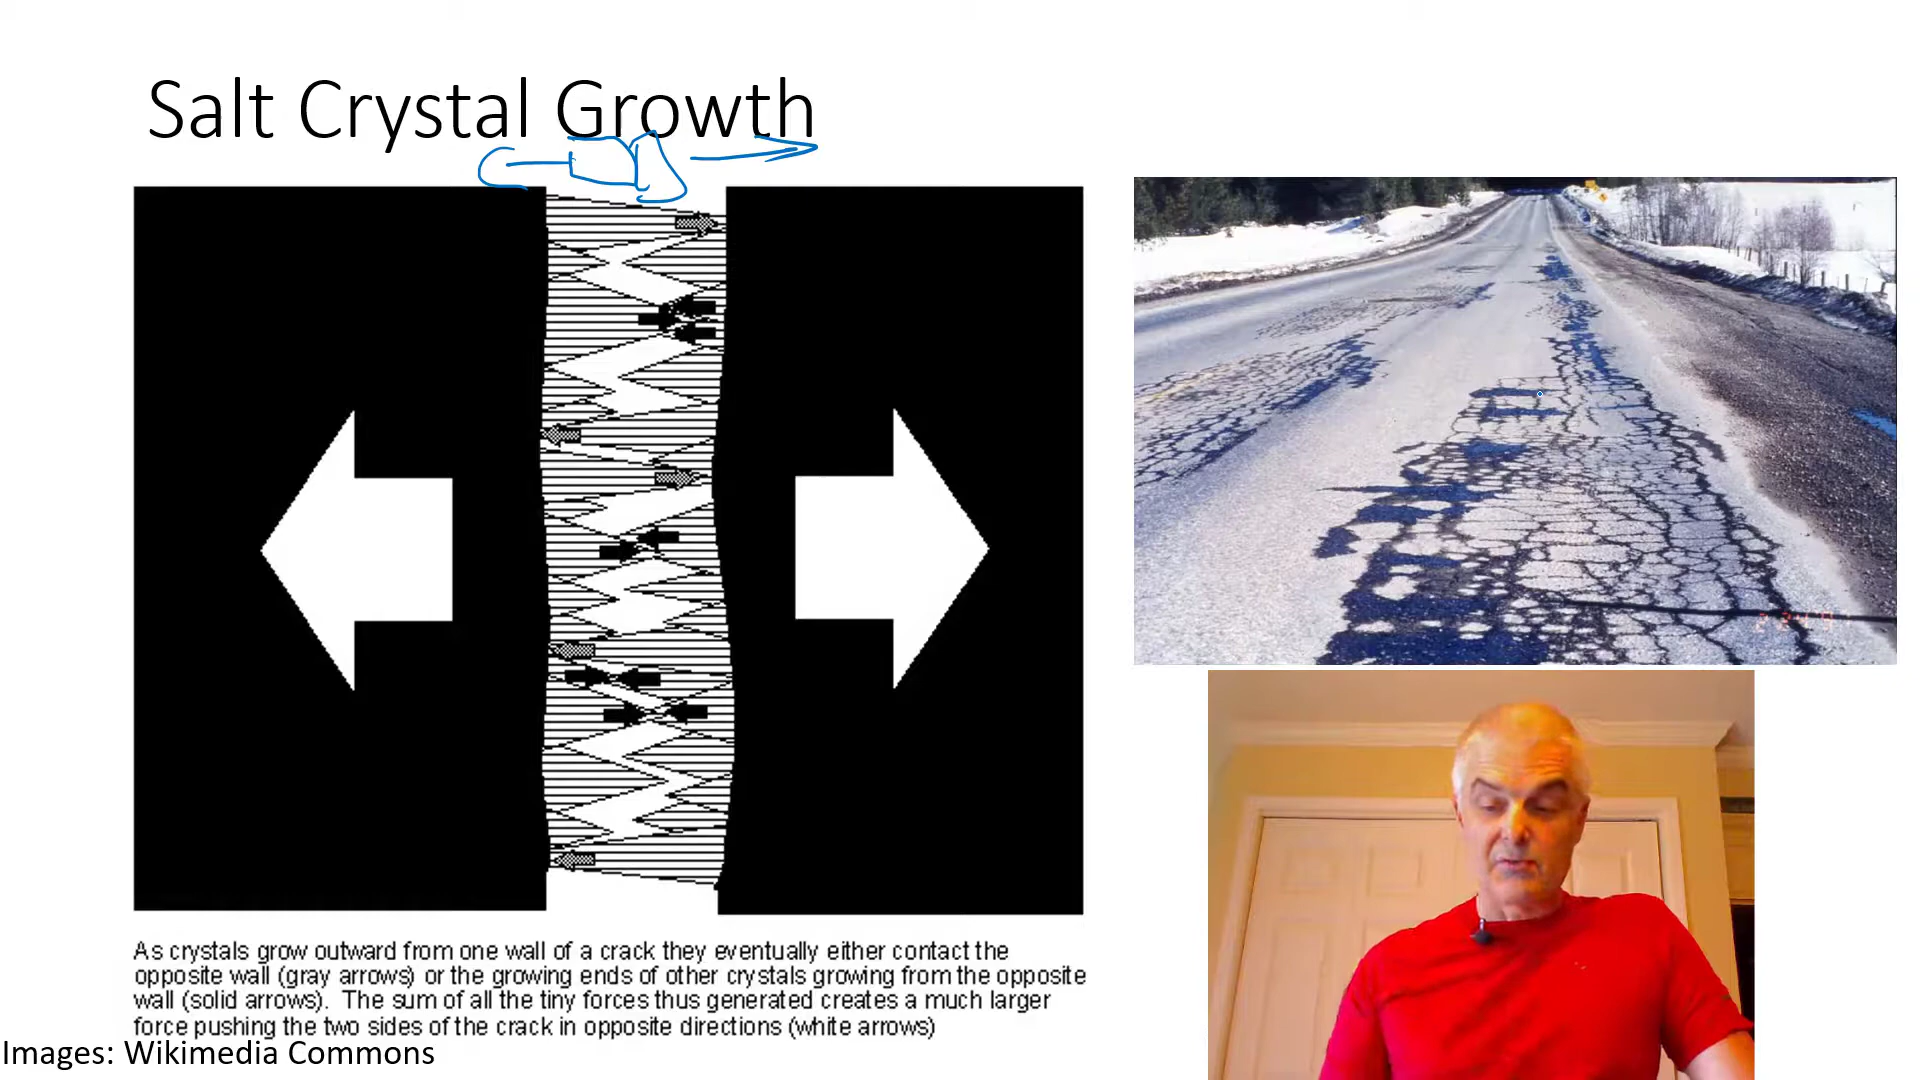 Salt Crystal Growth
As crystals grow outward from one wall of a crack they eventually either contact the
opposite wall (gray arrows) or the growing ends of other crystals growing from the opposite
wall (solid arrows). The sum of all the tiny forces thus generated creates a much larger
force pushing the two sides of the crack in opposite directions (white arrows)
Images: Wikimedia Commons